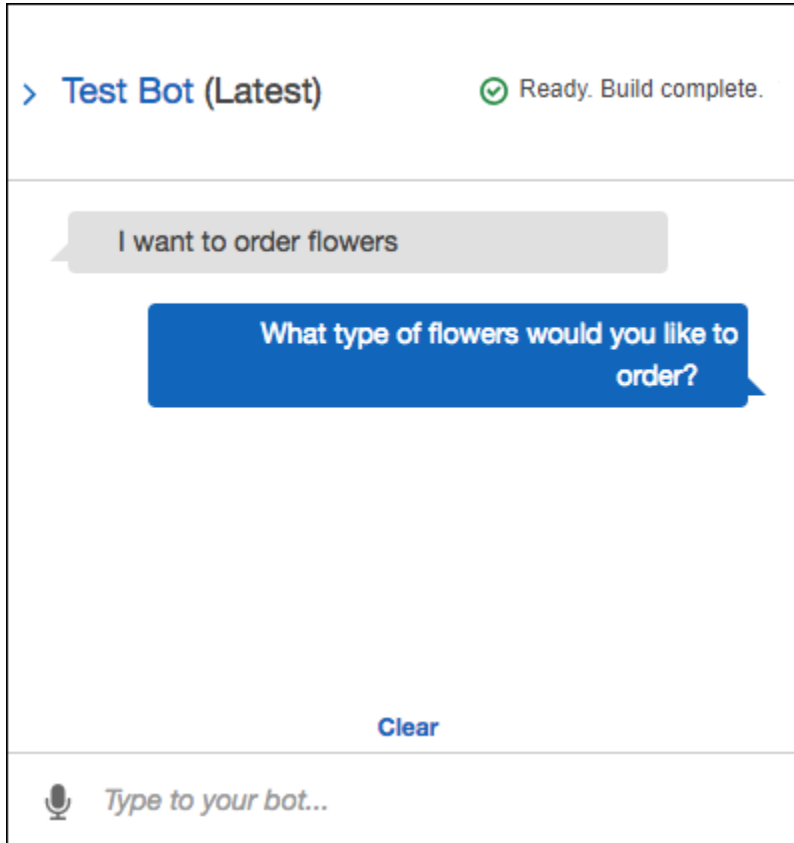 Test Bot (Latest)
Ready. Build complete.
I want to order flowers
What type of flowers would you like to
order?
Clear
Type to your bot...